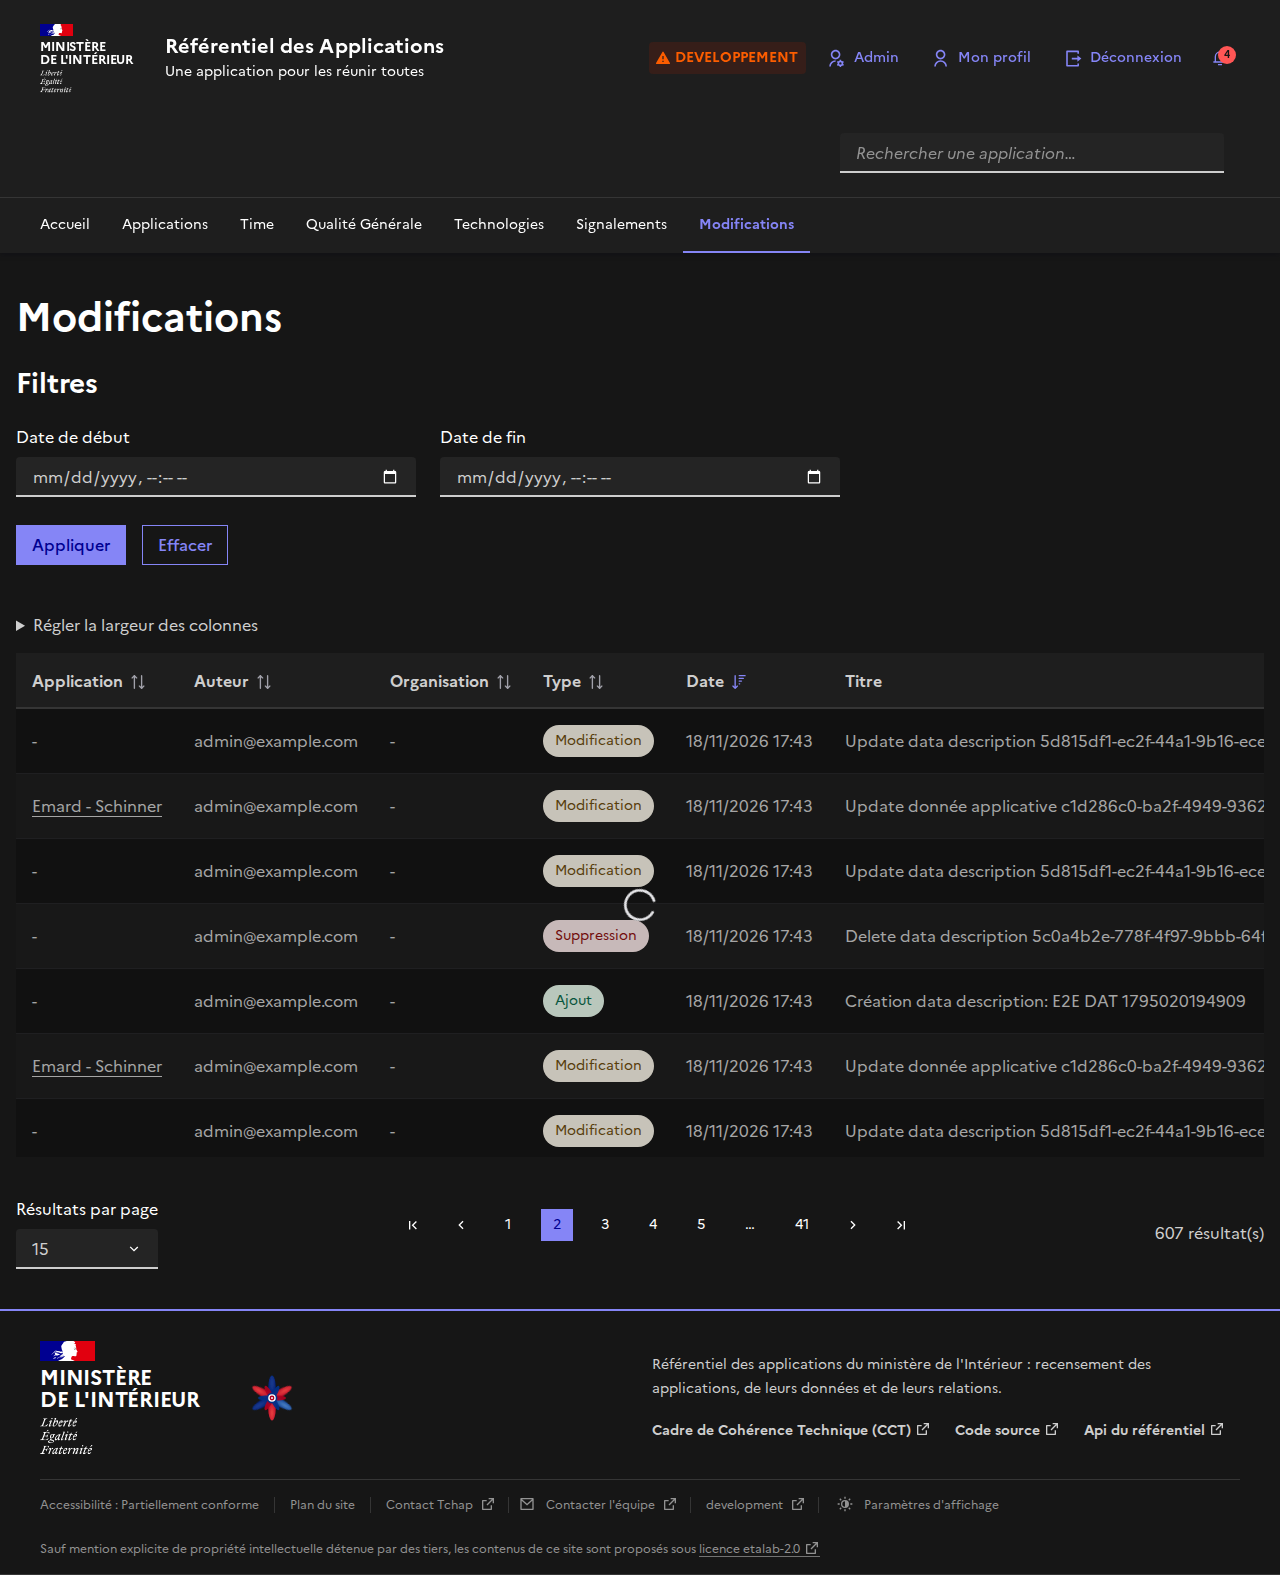 MINISTÈRE
DE L'INTÉRIEUR
Liberté
Égalité
Fraternité
Référentiel des Applications
Une application pour les réunir toutes
DEVELOPPEMENT
Admin
Mon profil
Déconnexion
4
Rechercher une application...
Accueil Applications Time Qualité Générale Technologies Signalements Modifications
Modifications
Filtres
Date de début Date de fin
mm/dd/yyyy, --:-- -- mm/dd/yyyy, --:-- --
Appliquer Effacer
Régler la largeur des colonnes
Application Auteur Organisation Type Date Titre
- admin@example.com - Modification 18/11/2026 17:43 Update data description 5d815df1-ec2f-44a1-9b16-ece
Emard - Schinner admin@example.com - Modification 18/11/2026 17:43 Update donnée applicative c1d286c0-ba2f-4949-9362
- admin@example.com - Modification 18/11/2026 17:43 Update data description 5d815df1-ec2f-44a1-9b16-ece
- admin@example.com - Suppression 18/11/2026 17:43 Delete data description 5c0a4b2e-778f-4f97-9bbb-64f
- admin@example.com - Ajout 18/11/2026 17:43 Création data description: E2E DAT 1795020194909
Emard - Schinner admin@example.com - Modification 18/11/2026 17:43 Update donnée applicative c1d286c0-ba2f-4949-9362
- admin@example.com - Modification 18/11/2026 17:43 Update data description 5d815df1-ec2f-44a1-9b16-ece
Résultats par page
15
1 2 3 4 5 … 41
607 résultat(s)
MINISTÈRE
DE L'INTÉRIEUR
Liberté
Égalité
Fraternité
Référentiel des applications du ministère de l'Intérieur : recensement des
applications, de leurs données et de leurs relations.
Cadre de Cohérence Technique (CCT) Code source Api du référentiel
Accessibilité : Partiellement conforme Plan du site Contact Tchap Contacter l'équipe development Paramètres d'affichage
Sauf mention explicite de propriété intellectuelle détenue par des tiers, les contenus de ce site sont proposés sous licence etalab-2.0